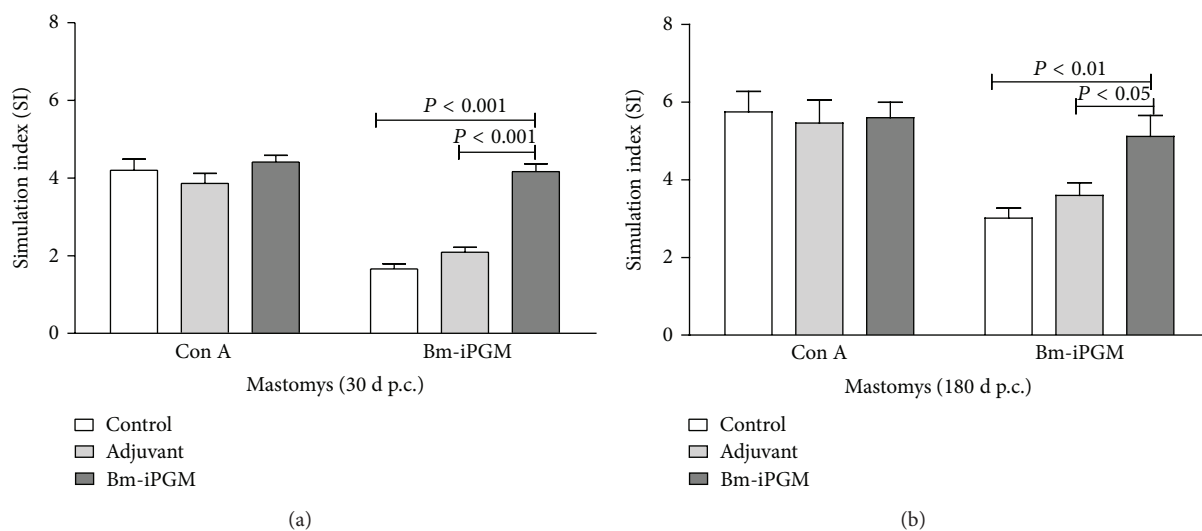 8
6
4
2
0
Simulation index (SI)
P < 0.001
P < 0.001
Con A
Bm-iPGM
Mastomys (30 d p.c.)
Control
Adjuvant
Bm-iPGM
(a)
8
6
4
2
0
Simulation index (SI)
P < 0.01
P < 0.05
Con A
Bm-iPGM
Mastomys (180 d p.c.)
Control
Adjuvant
Bm-iPGM
(b)